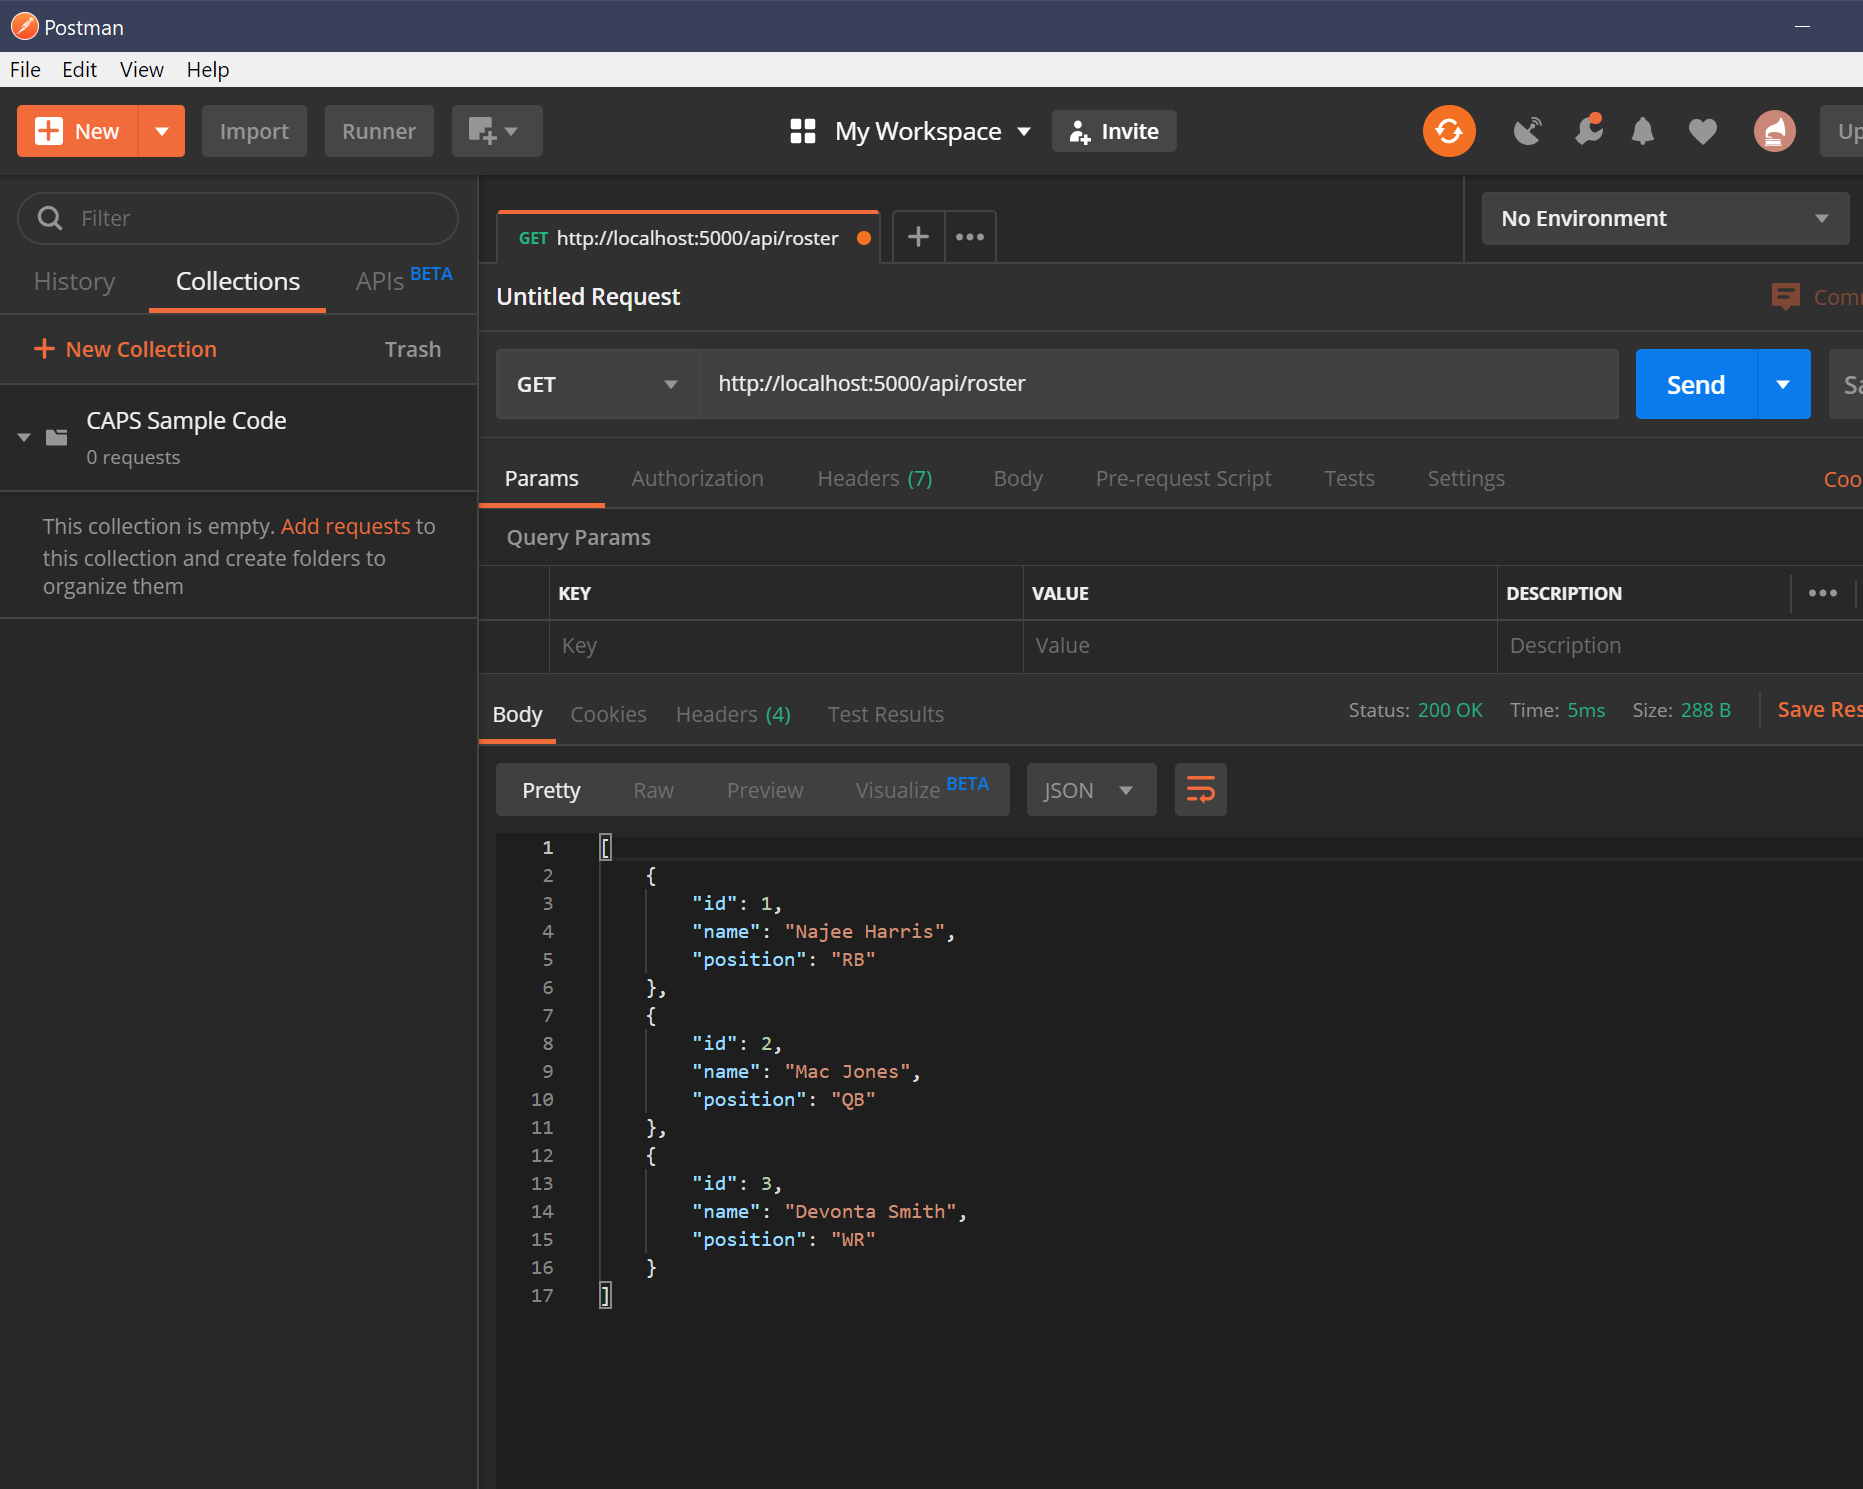 Postman
File Edit View Help
New Import Runner My Workspace Invite Up
Filter
History Collections APIs BETA
New Collection Trash
CAPS Sample Code
0 requests
This collection is empty. Add requests to
this collection and create folders to
organize them
GET http://localhost:5000/api/roster No Environment
Untitled Request Comm
GET http://localhost:5000/api/roster Send Sa
Params Authorization Headers (7) Body Pre-request Script Tests Settings Coo
Query Params
KEY VALUE DESCRIPTION
Key Value Description
Body Cookies Headers (4) Test Results Status: 200 OK Time: 5ms Size: 288 B Save Res
Pretty Raw Preview Visualize BETA JSON
1 [
2 {
3 "id": 1,
4 "name": "Najee Harris",
5 "position": "RB"
6 },
7 {
8 "id": 2,
9 "name": "Mac Jones",
10 "position": "QB"
11 },
12 {
13 "id": 3,
14 "name": "Devonta Smith",
15 "position": "WR"
16 }
17 ]